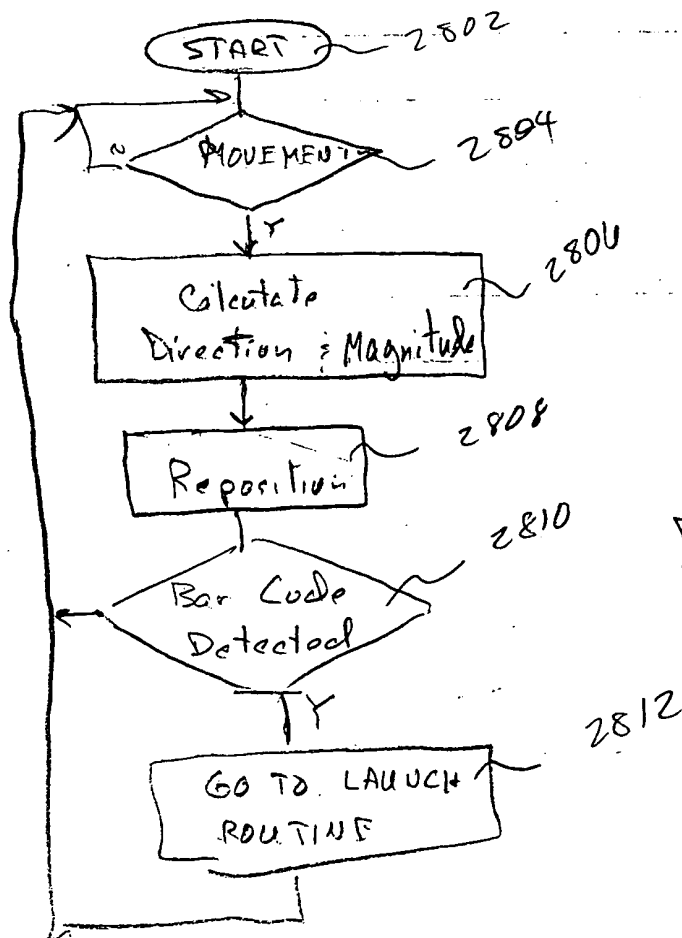 START 2802
MOVEMENT 2804
N
Y
2806
Calculate
Direction & Magnitude
2808
Reposition
2810
Bar Code
Detected
Y
2812
GO TO LAUNCH
ROUTINE